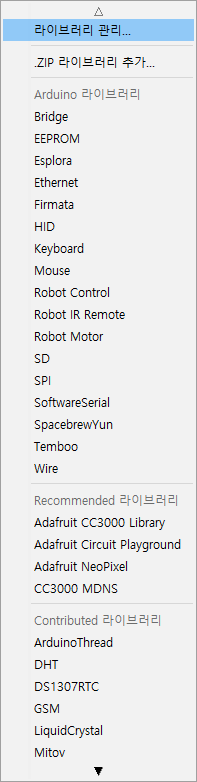 라이브러리 관리...
.ZIP 라이브러리 추가...
Arduino 라이브러리
Bridge
EEPROM
Esplora
Ethernet
Firmata
HID
Keyboard
Mouse
Robot Control
Robot IR Remote
Robot Motor
SD
SPI
SoftwareSerial
SpacebrewYun
Temboo
Wire
Recommended 라이브러리
Adafruit CC3000 Library
Adafruit Circuit Playground
Adafruit NeoPixel
CC3000 MDNS
Contributed 라이브러리
ArduinoThread
DHT
DS1307RTC
GSM
LiquidCrystal
Mitov